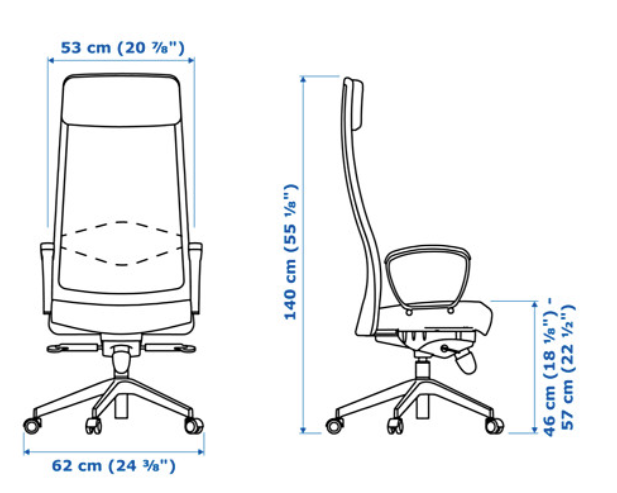 53 cm (20 ⅞")
140 cm (55 ⅛")
46 cm (18 ⅛") -
57 cm (22 ½")
62 cm (24 ⅜")